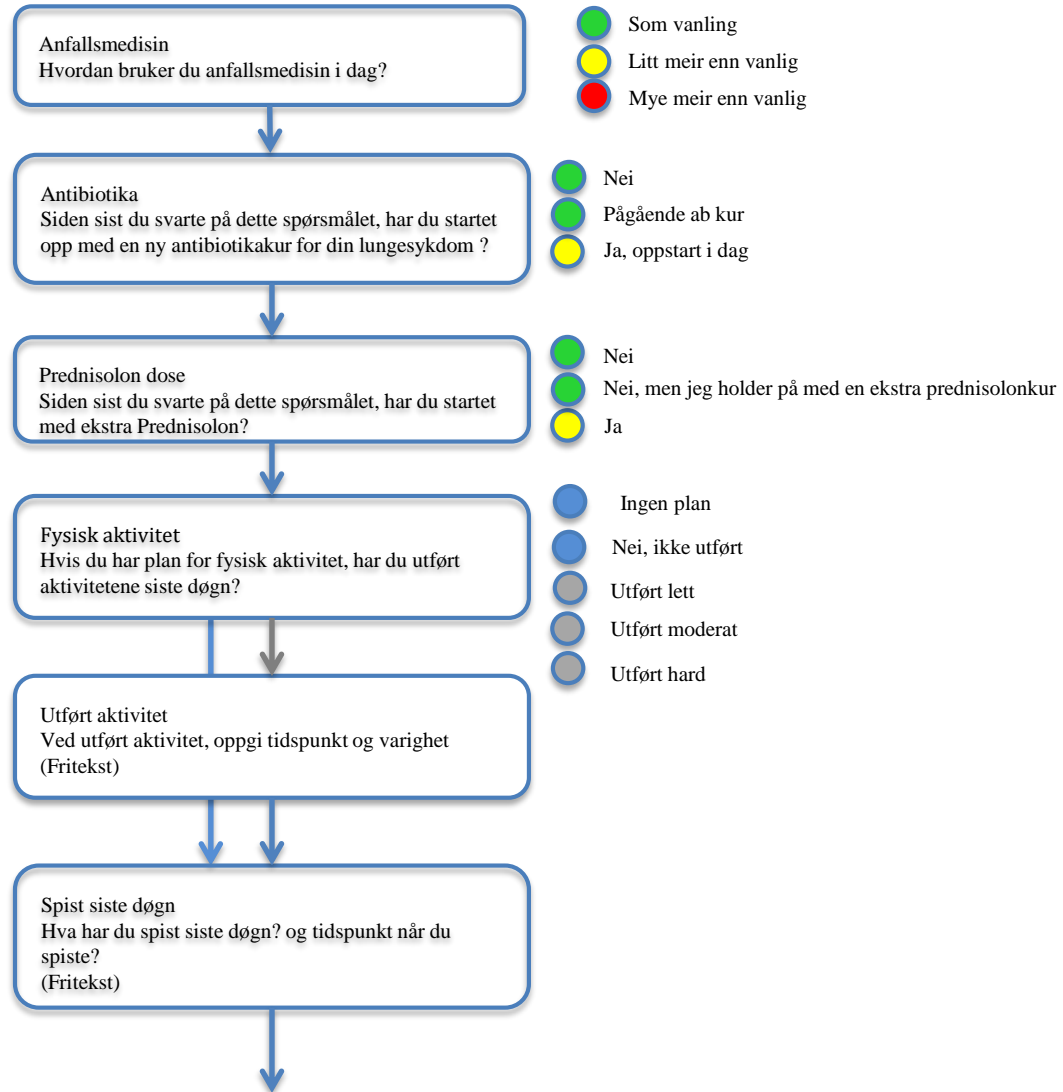 Anfallsmedisin
Hvordan bruker du anfallsmedisin i dag?
Som vanling
Litt meir enn vanlig
Mye meir enn vanlig
Antibiotika
Siden sist du svarte på dette spørsmålet, har du startet
opp med en ny antibiotikakur for din lungesykdom ?
Nei
Pågående ab kur
Ja, oppstart i dag
Prednisolon dose
Siden sist du svarte på dette spørsmålet, har du startet
med ekstra Prednisolon?
Nei
Nei, men jeg holder på med en ekstra prednisolonkur
Ja
Fysisk aktivitet
Hvis du har plan for fysisk aktivitet, har du utført
aktivitetene siste døgn?
Ingen plan
Nei, ikke utført
Utført lett
Utført moderat
Utført hard
Utført aktivitet
Ved utført aktivitet, oppgi tidspunkt og varighet
(Fritekst)
Spist siste døgn
Hva har du spist siste døgn? og tidspunkt når du
spiste?
(Fritekst)